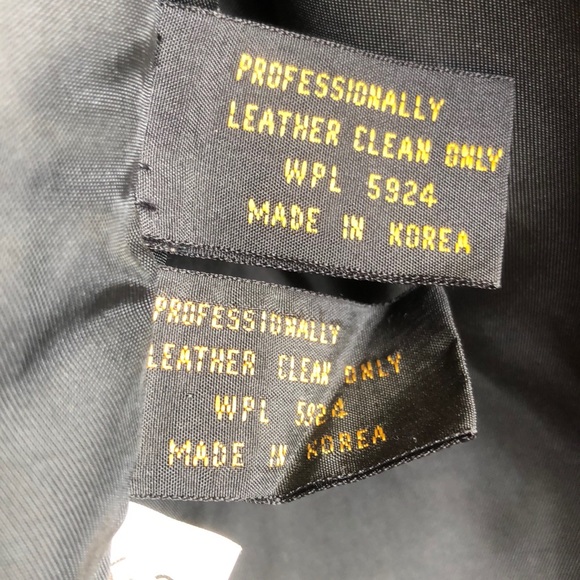 PROFESSIONALLY
LEATHER CLEAN ONLY
WPL 5924
MADE IN KOREA
PROFESSIONALLY
LEATHER CLEAN ONLY
WPL 5924
MADE IN KOREA